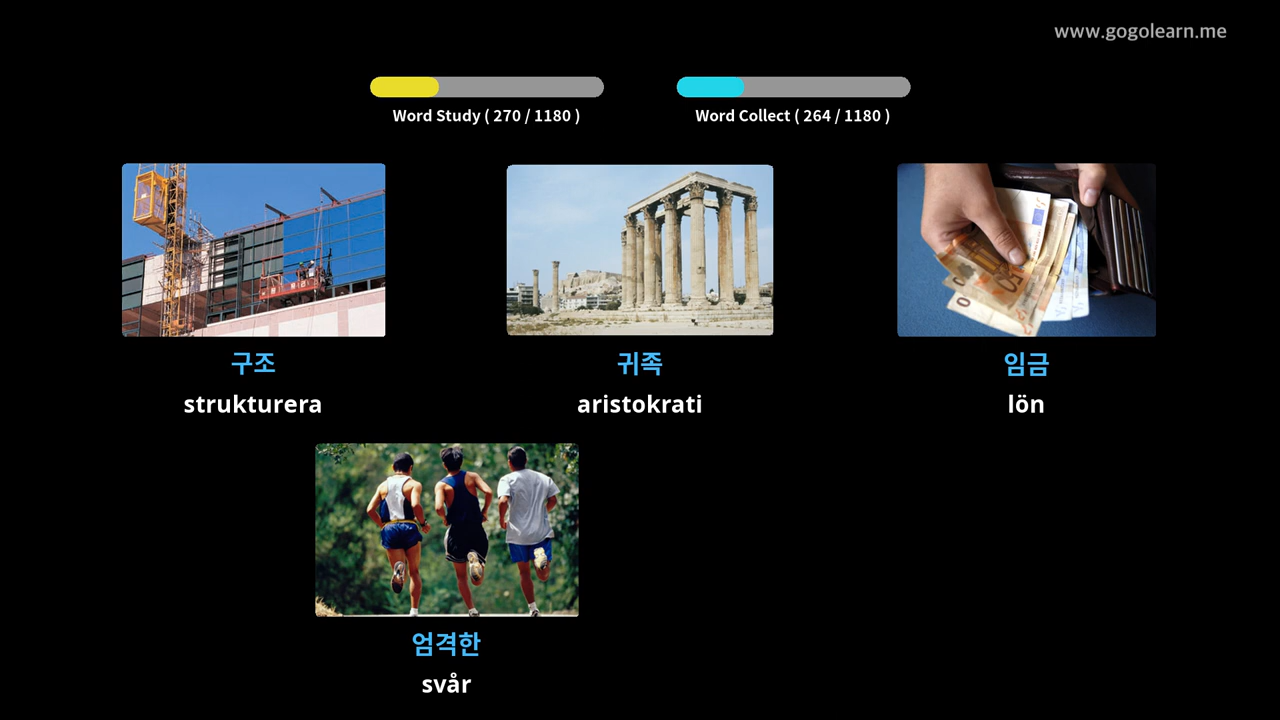 www.gogolearn.me
Word Study ( 270 / 1180 )
Word Collect ( 264 / 1180 )
구조
strukturera
귀족
aristokrati
임금
lön
엄격한
svår